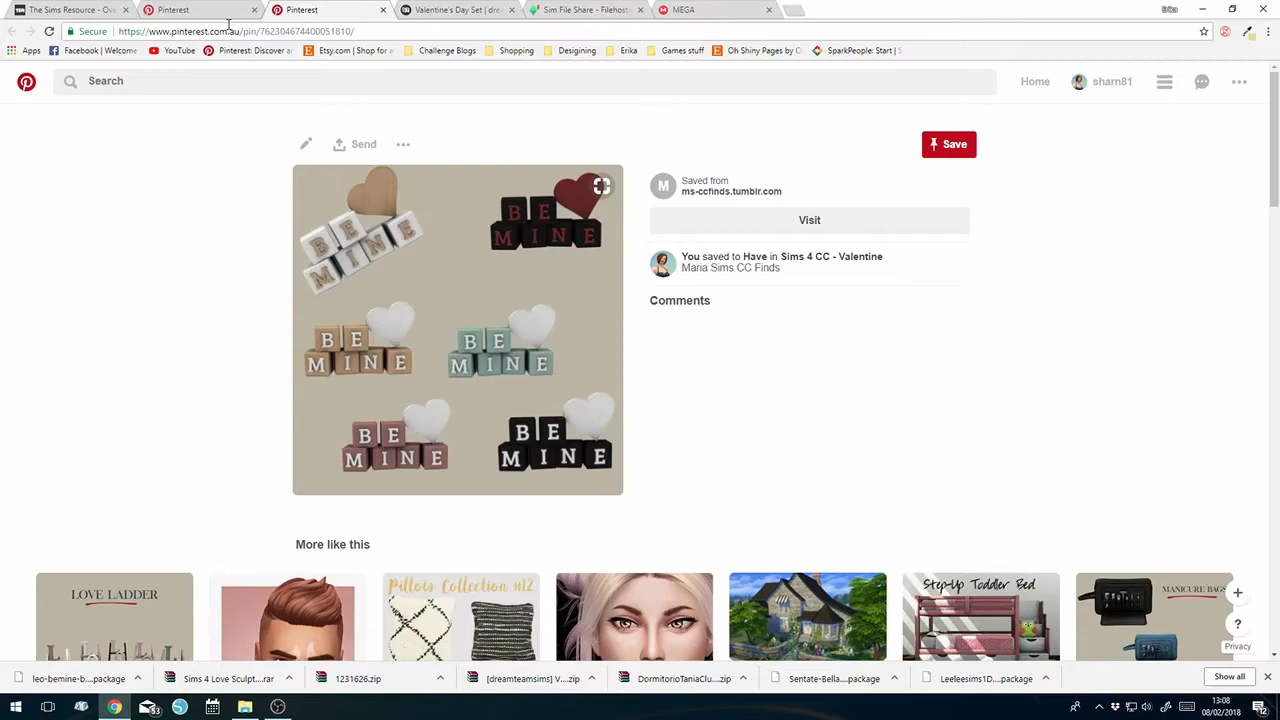 The Sims Resource - Ove
Pinterest
Pinterest
Valentine's Day Set | dre
Sim File Share - Filehost
MEGA
Erika
Secure
https://www.pinterest.com.au/pin/762304674400051810/
Apps
Facebook | Welcome
YouTube
Pinterest: Discover a
Etsy.com | Shop for a
Challenge Blogs
Shopping
Desigining
Erika
Games stuff
Oh Shiny Pages by O
SparkPeople: Start | S
Search
Home
sharn81
Send
Save
BE
MINE
BE
MINE
BE
MINE
BE
MINE
BE
MINE
BE
MINE
M
Saved from
ms-ccfinds.tumblr.com
Visit
You saved to Have in Sims 4 CC - Valentine
Maria Sims CC Finds
Comments
More like this
LOVE LADDER
Pillows Collection #12
Step-Up Toddler Bed
MANICURE BAGS
?
Privacy
leo-bemine-b....package
Sims 4 Love Sculpt....rar
1231626.zip
[dreamteamsims] V....zip
DormitorioTaniaClu....zip
Sentate-Bella....package
Leeleesims1D....package
Show all
13:08
08/02/2018